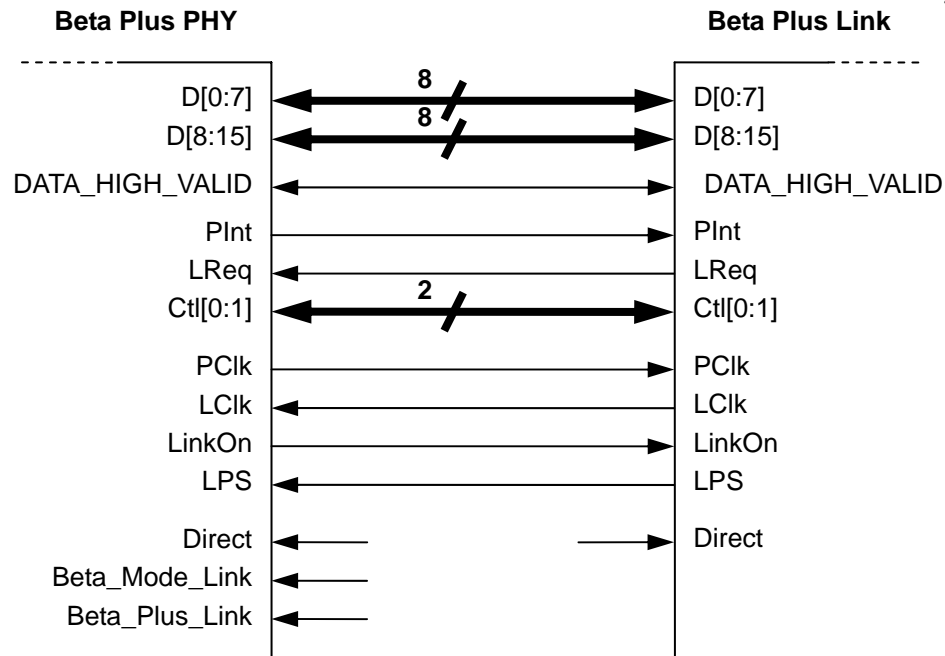 Beta Plus PHY Beta Plus Link
D[0:7] 8 D[0:7]
D[8:15] 8 D[8:15]
DATA_HIGH_VALID DATA_HIGH_VALID
PInt PInt
LReq LReq
Ctl[0:1] 2 Ctl[0:1]
PClk PClk
LClk LClk
LinkOn LinkOn
LPS LPS
Direct Direct
Beta_Mode_Link
Beta_Plus_Link